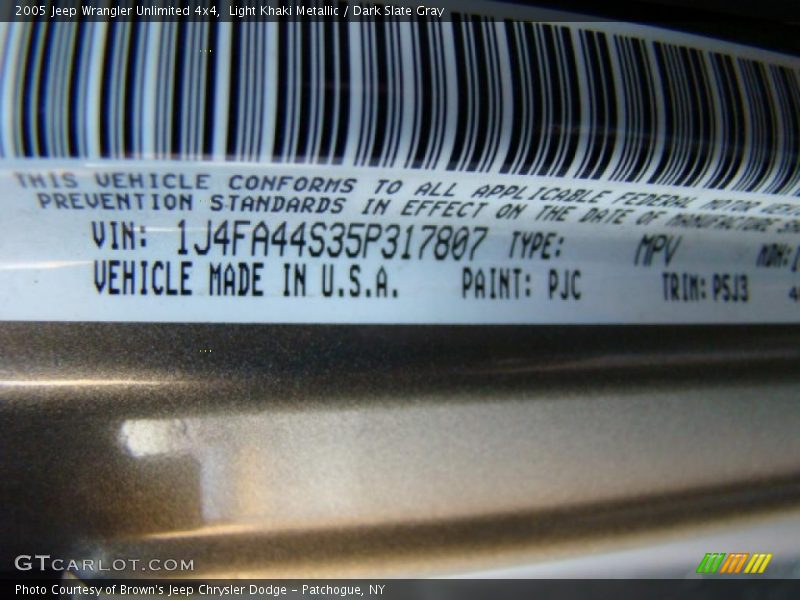 2005 Jeep Wrangler Unlimited 4x4,  Light Khaki Metallic / Dark Slate Gray
THIS VEHICLE CONFORMS TO ALL APPLICABLE FEDERAL MOTOR
PREVENTION STANDARDS IN EFFECT ON THE DATE OF MANUFACTURE
VIN: 1J4FA44S35P317807 TYPE: MPV MDH:
VEHICLE MADE IN U.S.A. PAINT: PJC TRIM: P5J3
GTCARLOT.COM
Photo Courtesy of Brown's Jeep Chrysler Dodge - Patchogue, NY